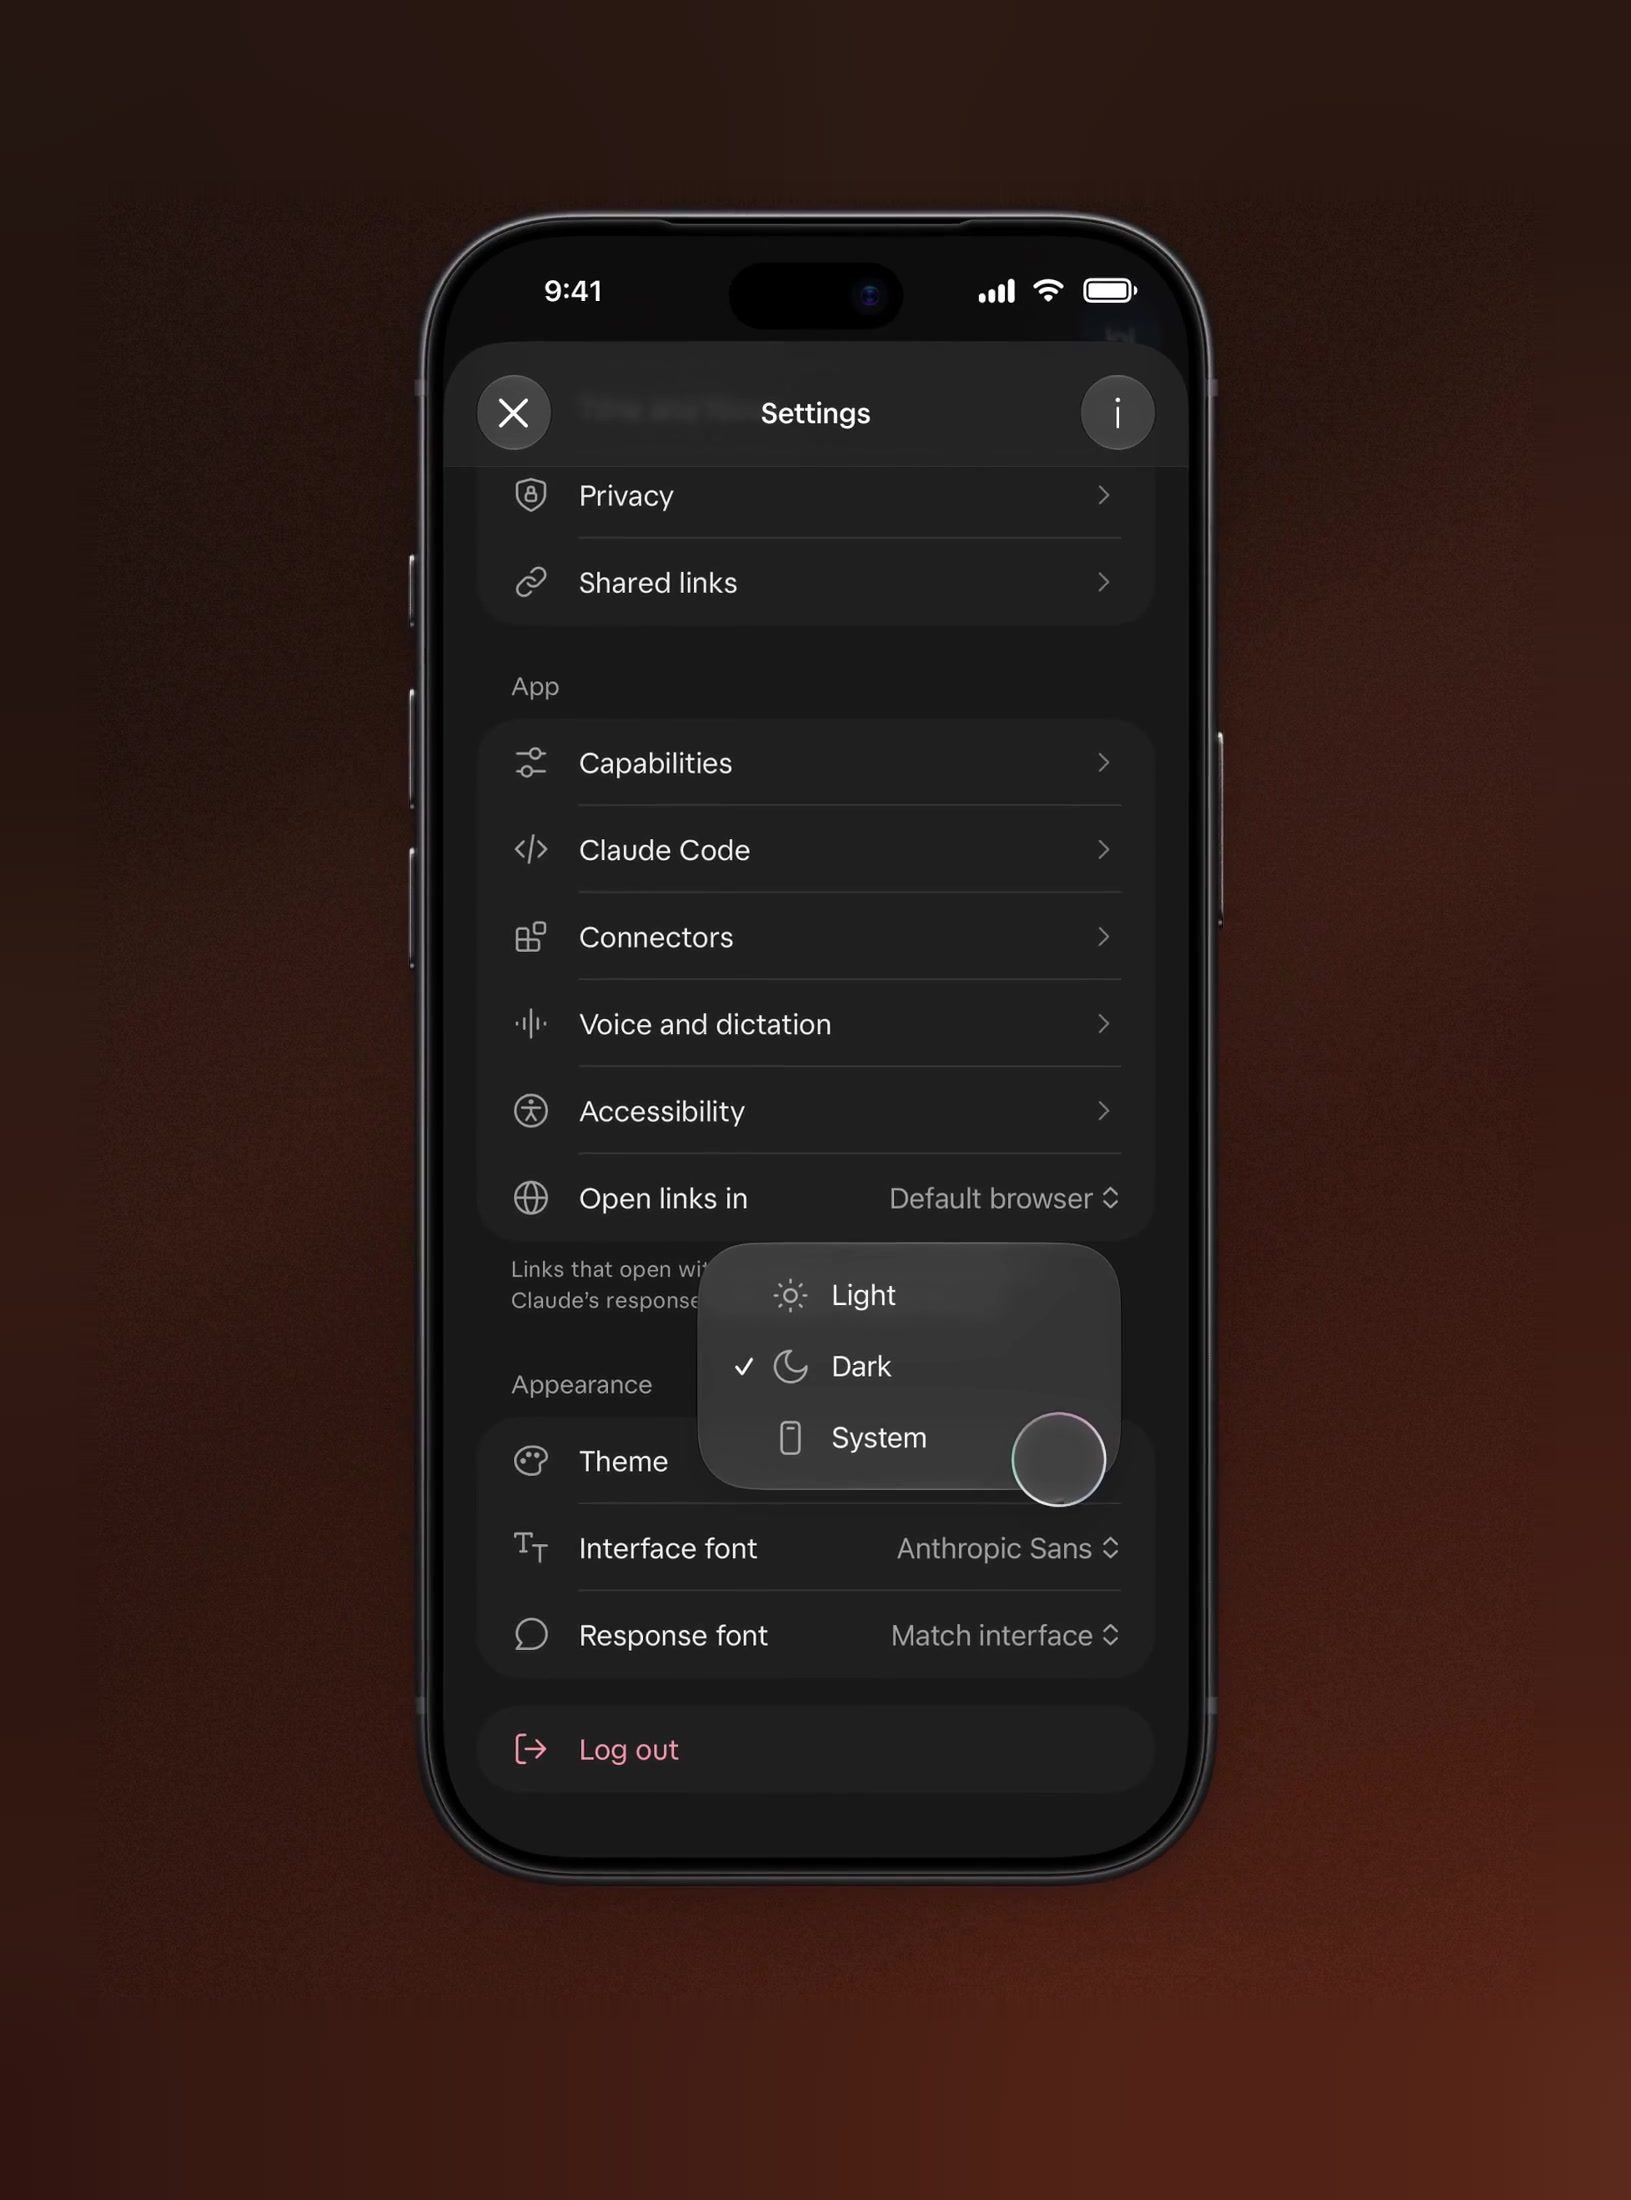 9:41
Settings
Privacy
Shared links
App
Capabilities
Claude Code
Connectors
Voice and dictation
Accessibility
Open links in Default browser
Links that open
Claude’s
Light
Dark
System
Appearance
Theme
Interface font Anthropic Sans
Response font Match interface
Log out